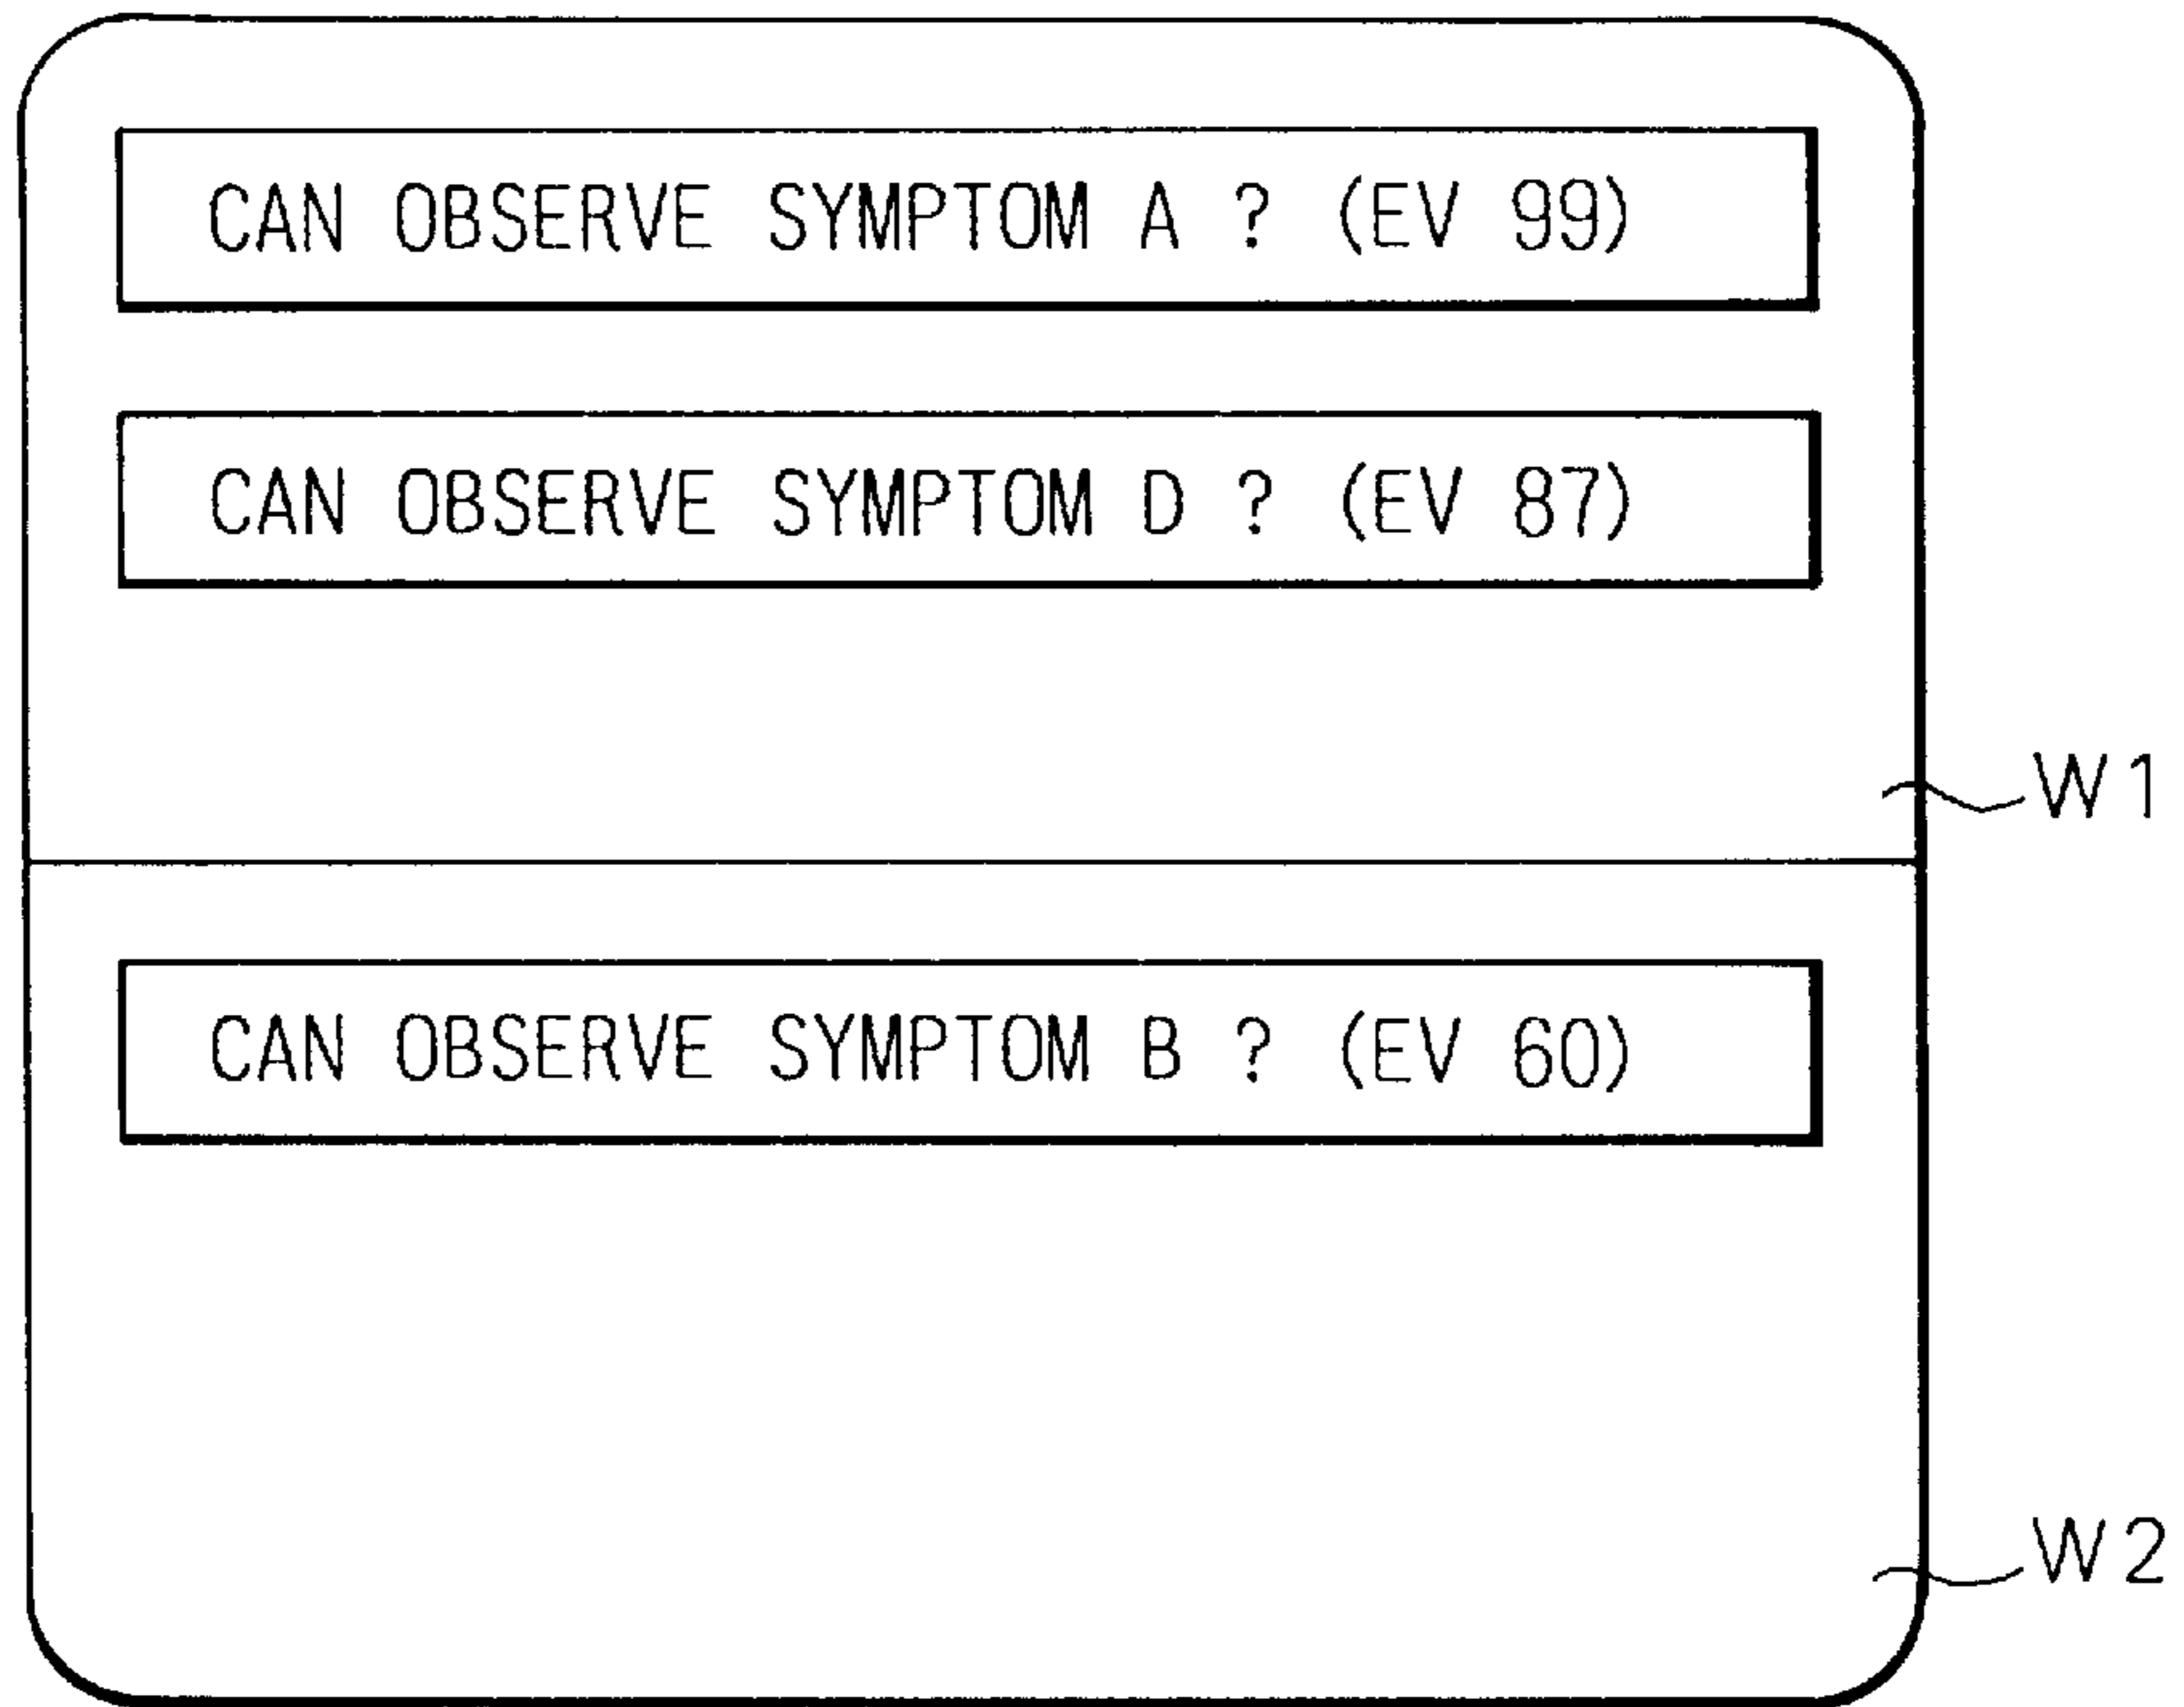 CAN OBSERVE SYMPTOM A ? (EV 99)
CAN OBSERVE SYMPTOM D ? (EV 87)
W1
CAN OBSERVE SYMPTOM B ? (EV 60)
W2